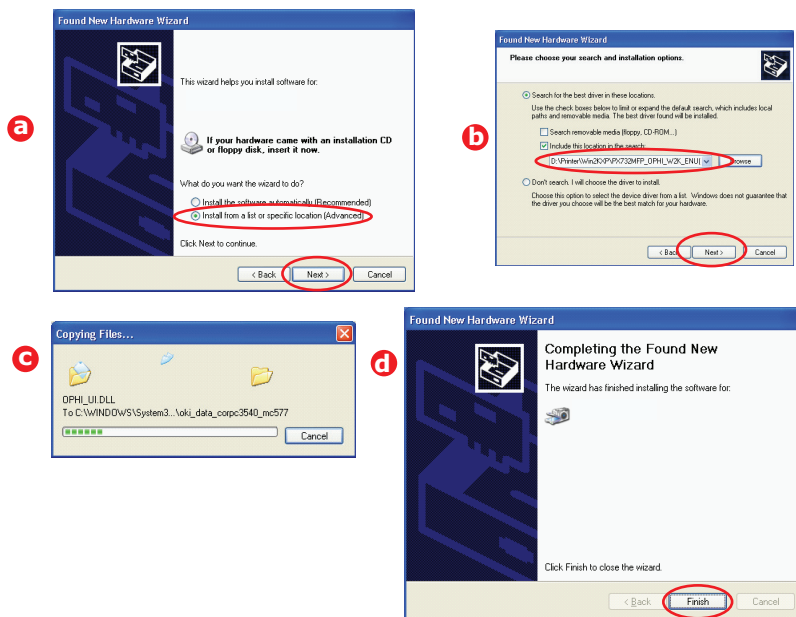 a
Found New Hardware Wizard
This wizard helps you install software for:
If your hardware came with an installation CD
or floppy disk, insert it now.
What do you want the wizard to do?
Install the software automatically (Recommended)
Install from a list or specific location (Advanced)
Click Next to continue.
< Back
Next >
Cancel
b
Found New Hardware Wizard
Please choose your search and installation options.
Search for the best driver in these locations.
Use the check boxes below to limit or expand the default search, which includes local
paths and removable media. The best driver found will be installed.
Search removable media (floppy, CD-ROM...)
Include this location in the search:
D:\Printer\Win2KXP\PX732MFP_OPHI_W2K_ENU\
Browse
Don't search. I will choose the driver to install.
Choose this option to select the device driver from a list. Windows does not guarantee that
the driver you choose will be the best match for your hardware.
< Back
Next >
Cancel
c
Copying Files...
OPHI_UI.DLL
To C:\WINDOWS\System3...\oki_data_corpc3540_mc577
Cancel
d
Found New Hardware Wizard
Completing the Found New
Hardware Wizard
The wizard has finished installing the software for:
Click Finish to close the wizard.
< Back
Finish
Cancel